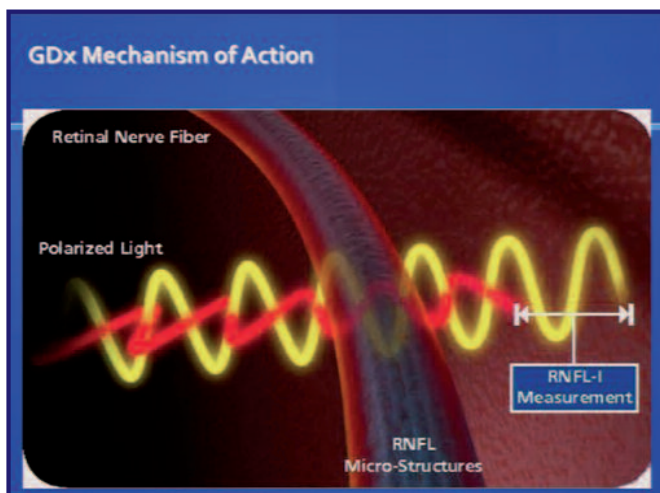 GDx Mechanism of Action
Retinal Nerve Fiber
Polarized Light
RNFL-I
Measurement
RNFL
Micro-Structures